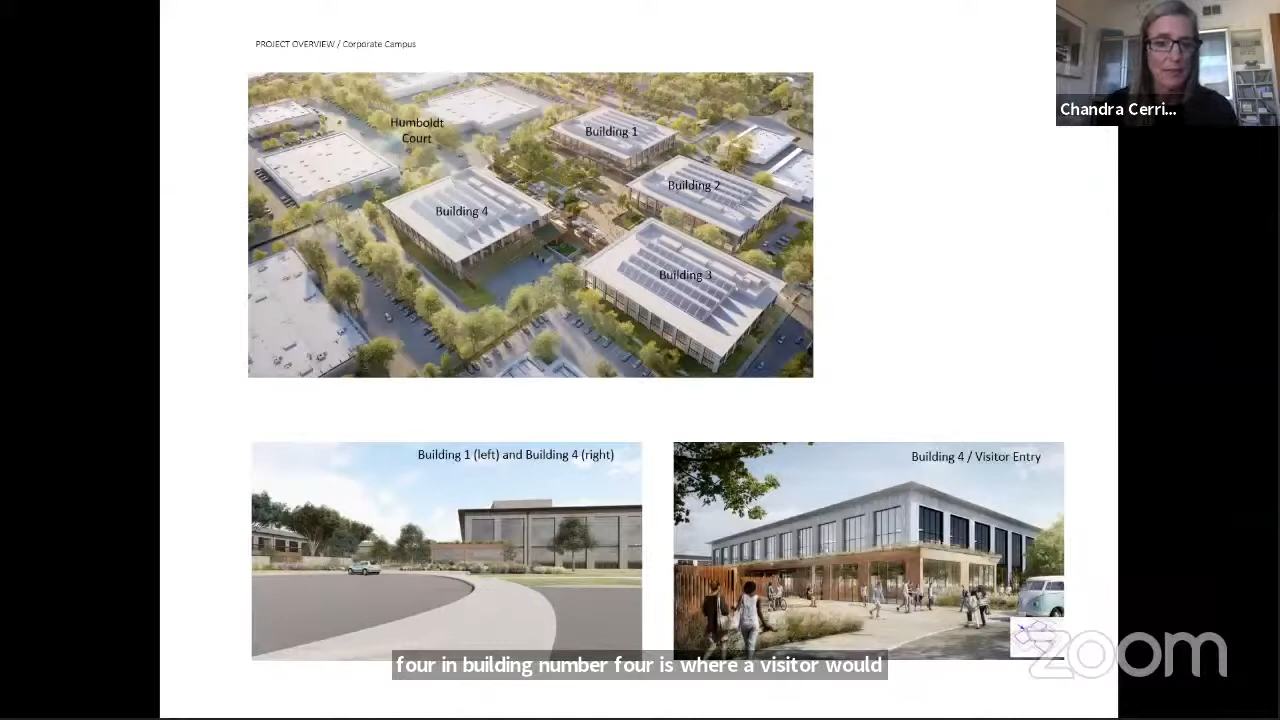 PROJECT OVERVIEW / Corporate Campus
Chandra Cerri...
Humboldt
Court
Building 1
Building 2
Building 4
Building 3
Building 1 (left) and Building 4 (right)
Building 4 / Visitor Entry
four in building number four is where a visitor would
zoom